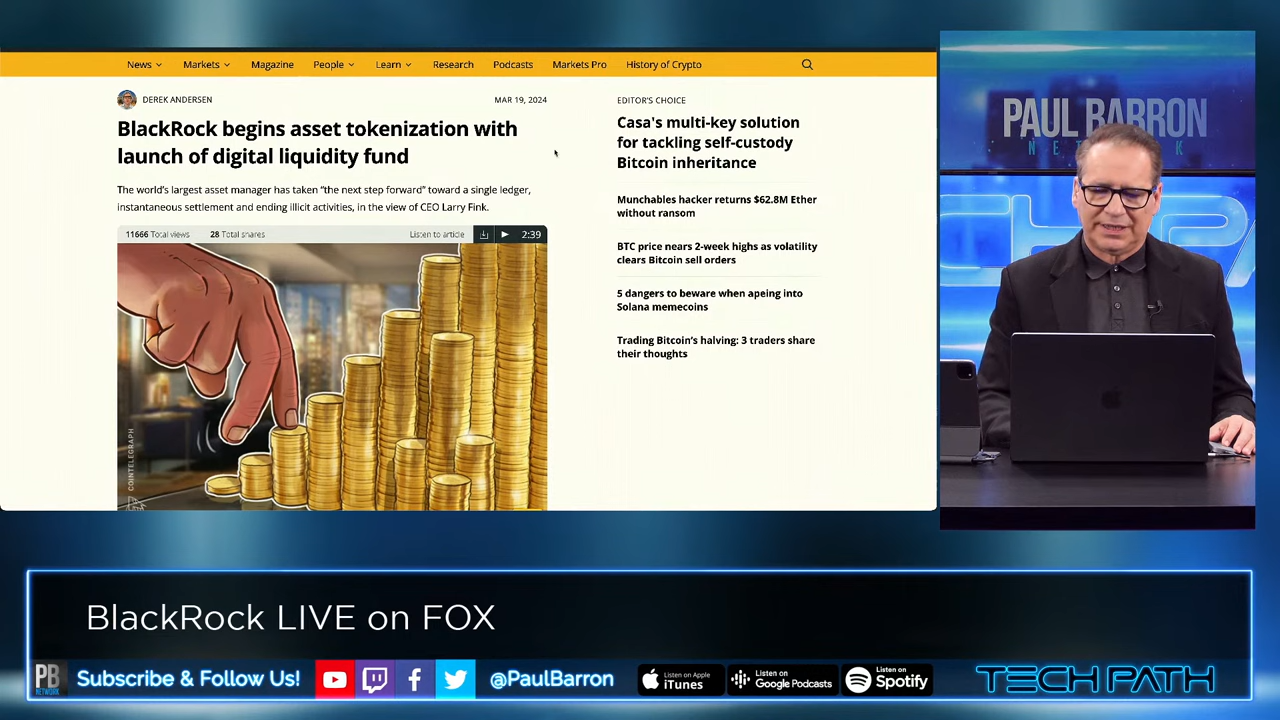 News Markets Magazine People Learn Research Podcasts Markets Pro History of Crypto
DEREK ANDERSEN
MAR 19, 2024
BlackRock begins asset tokenization with
launch of digital liquidity fund
The world's largest asset manager has taken "the next step forward" toward a single ledger,
instantaneous settlement and ending illicit activities, in the view of CEO Larry Fink.
11666 Total views
28 Total shares
Listen to article
2:39
COINTELEGRAPH
EDITOR'S CHOICE
Casa's multi-key solution
for tackling self-custody
Bitcoin inheritance
Munchables hacker returns $62.8M Ether
without ransom
BTC price nears 2-week highs as volatility
clears Bitcoin sell orders
5 dangers to beware when apeing into
Solana memecoins
Trading Bitcoin's halving: 3 traders share
their thoughts
PAUL BARRON
NETWORK
BlackRock LIVE on FOX
PB
NETWORK
Subscribe & Follow Us!
@PaulBarron
Listen on Apple
iTunes
Listen on
Google Podcasts
Listen on
Spotify
TECH PATH